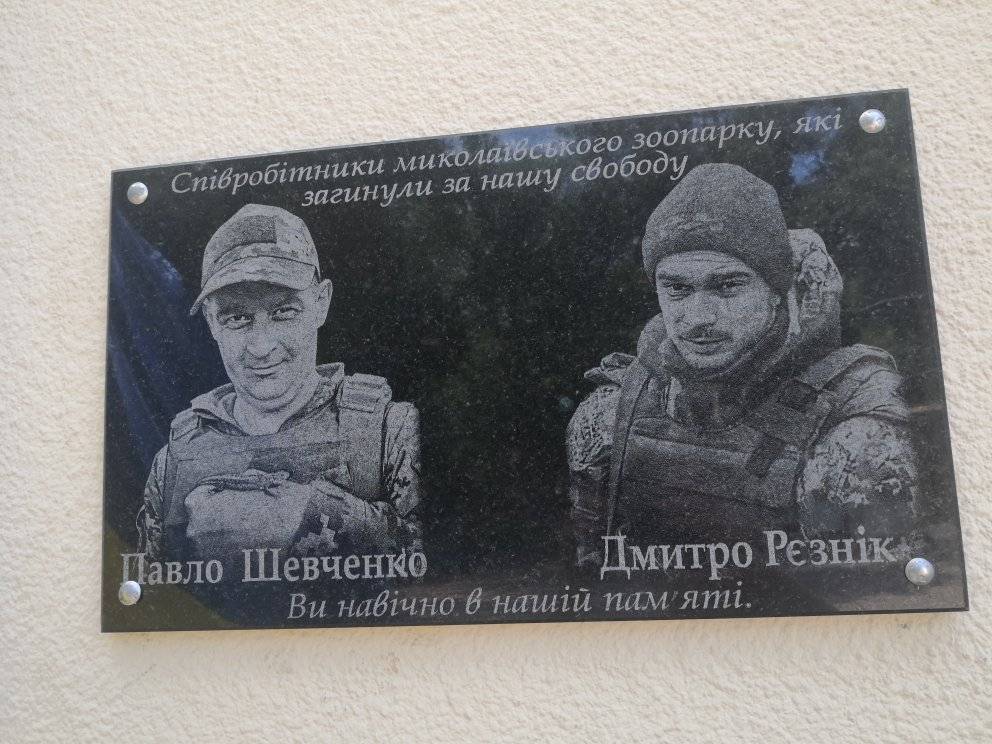 Співробітники миколаївського зоопарку, які
загинули за нашу свободу
Павло Шевченко
Дмитро Рєзнік
Ви навічно в нашій пам'яті.